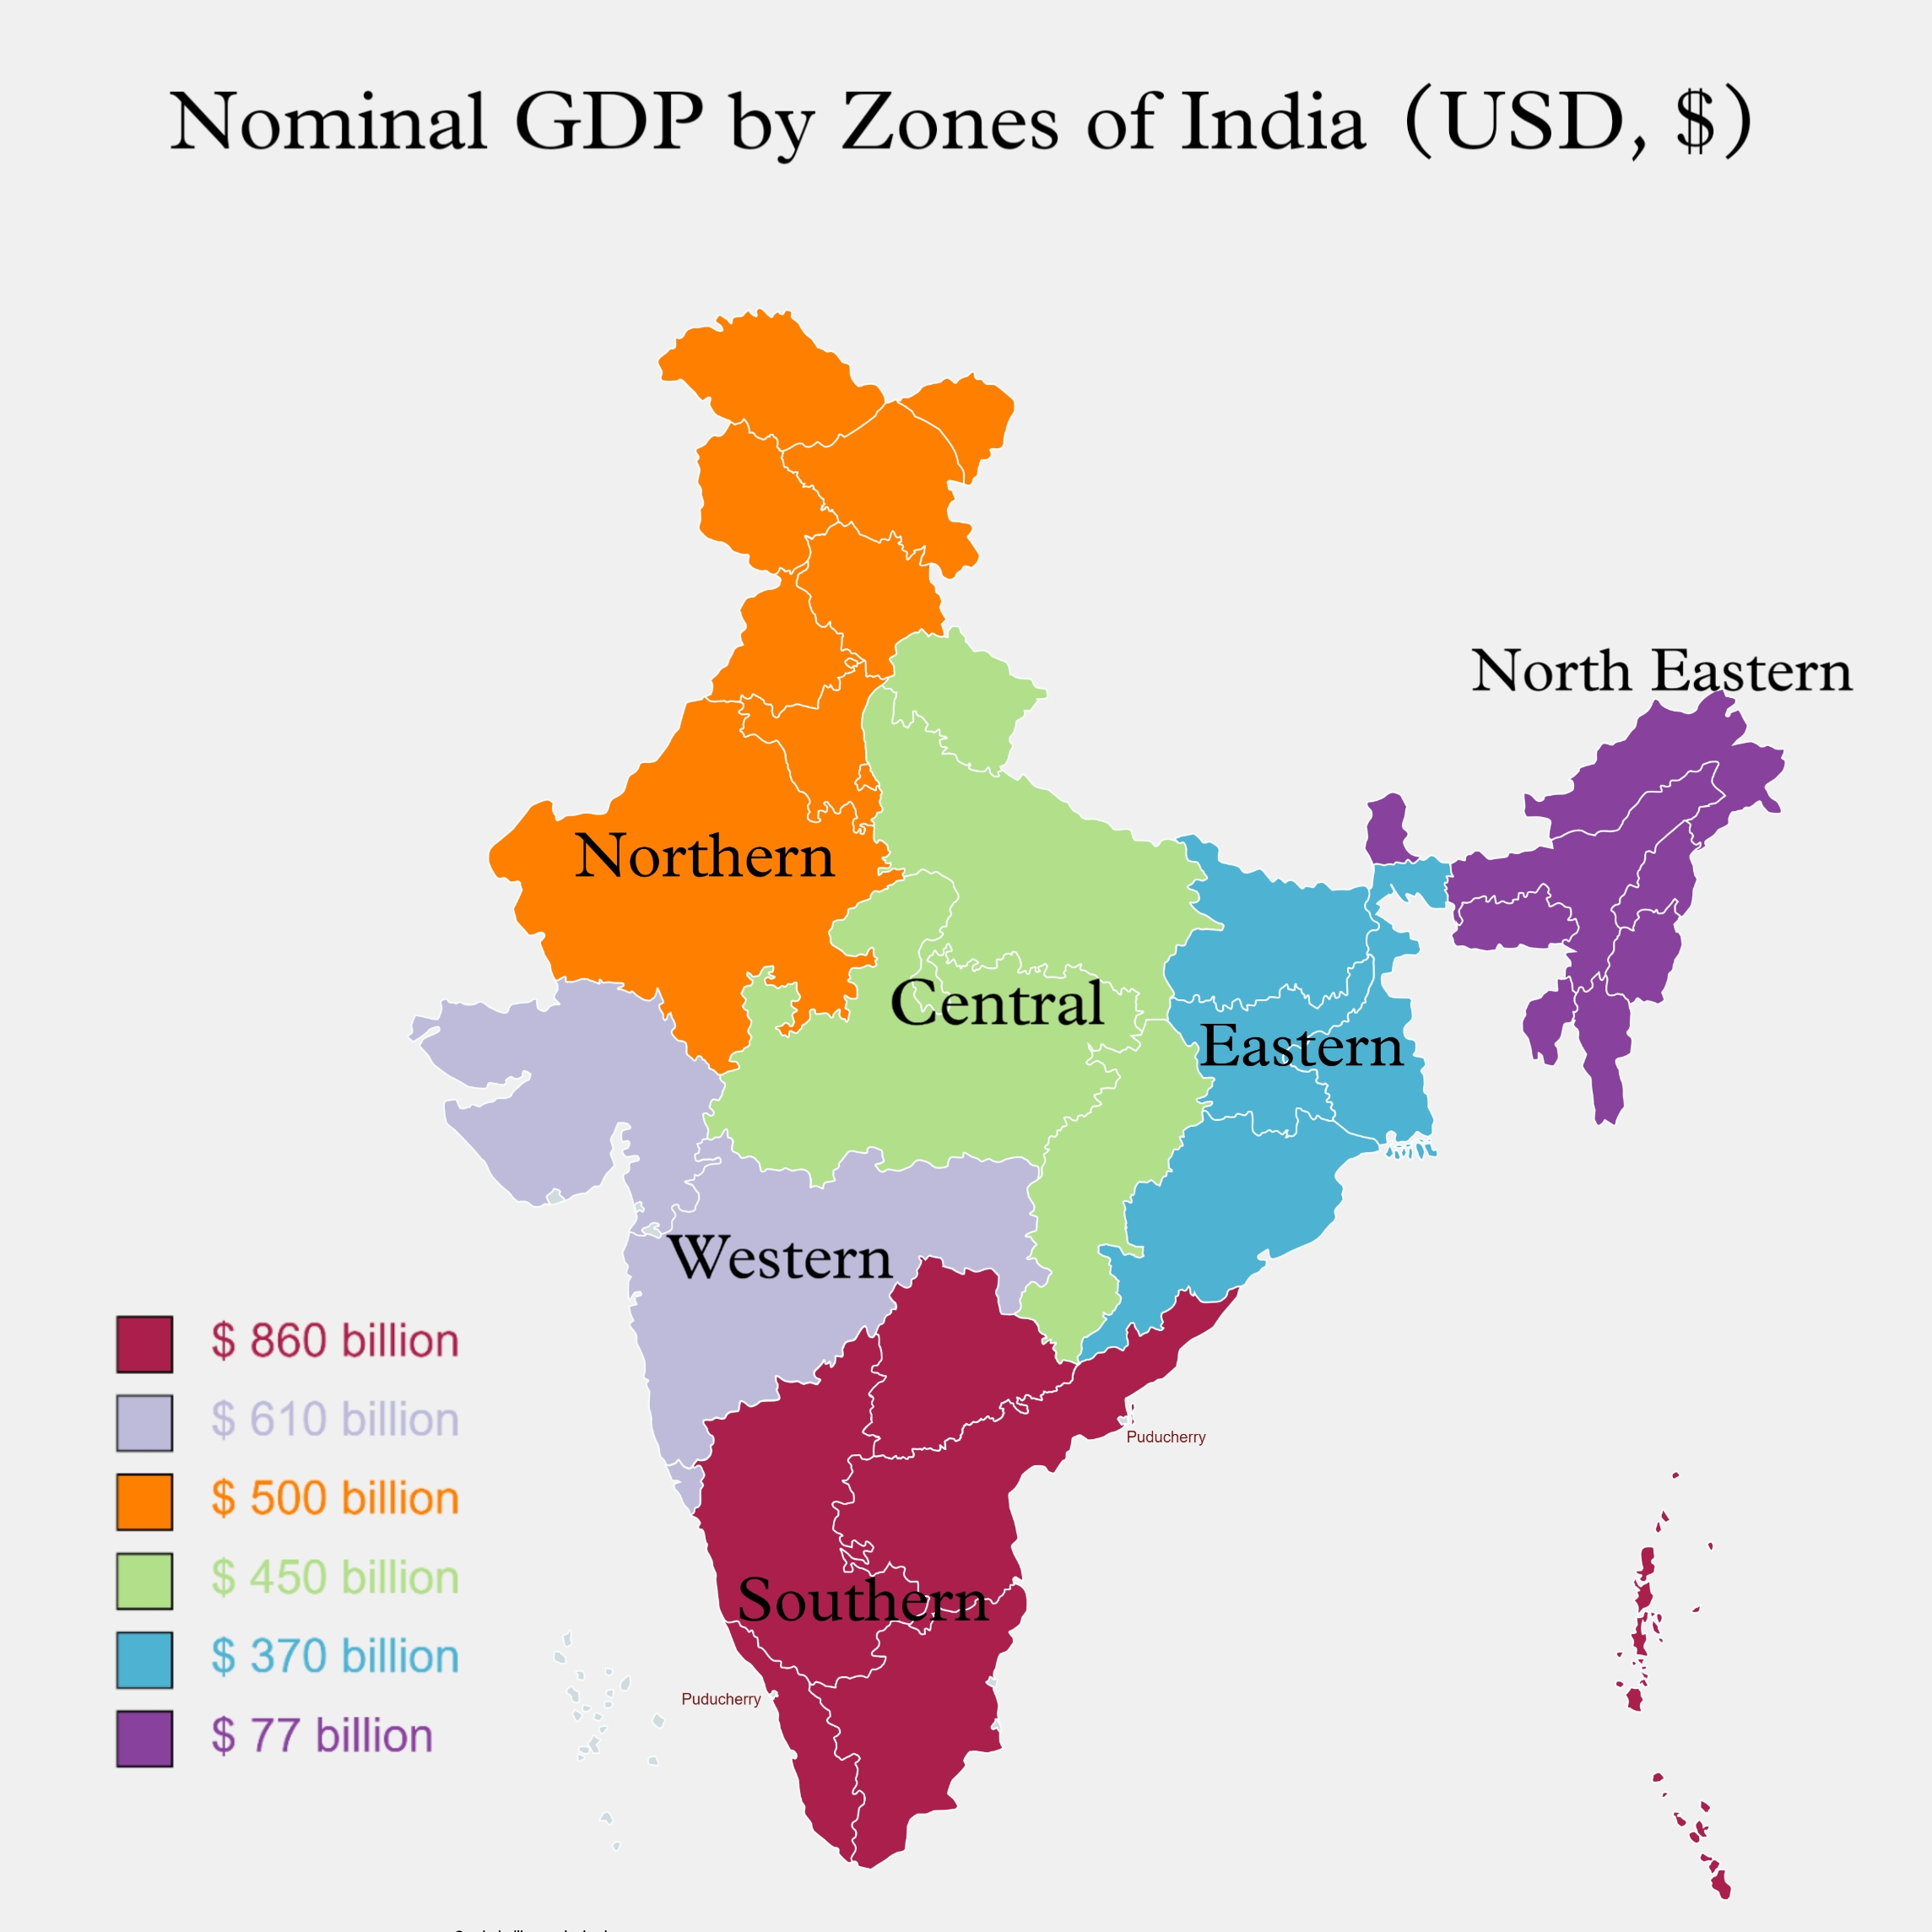 Nominal GDP by Zones of India (USD, $)
North Eastern
Northern
Central
Eastern
Western
$ 860 billion
$ 610 billion
Puducherry
$ 500 billion
$ 450 billion
Southern
$ 370 billion
Puducherry
$ 77 billion